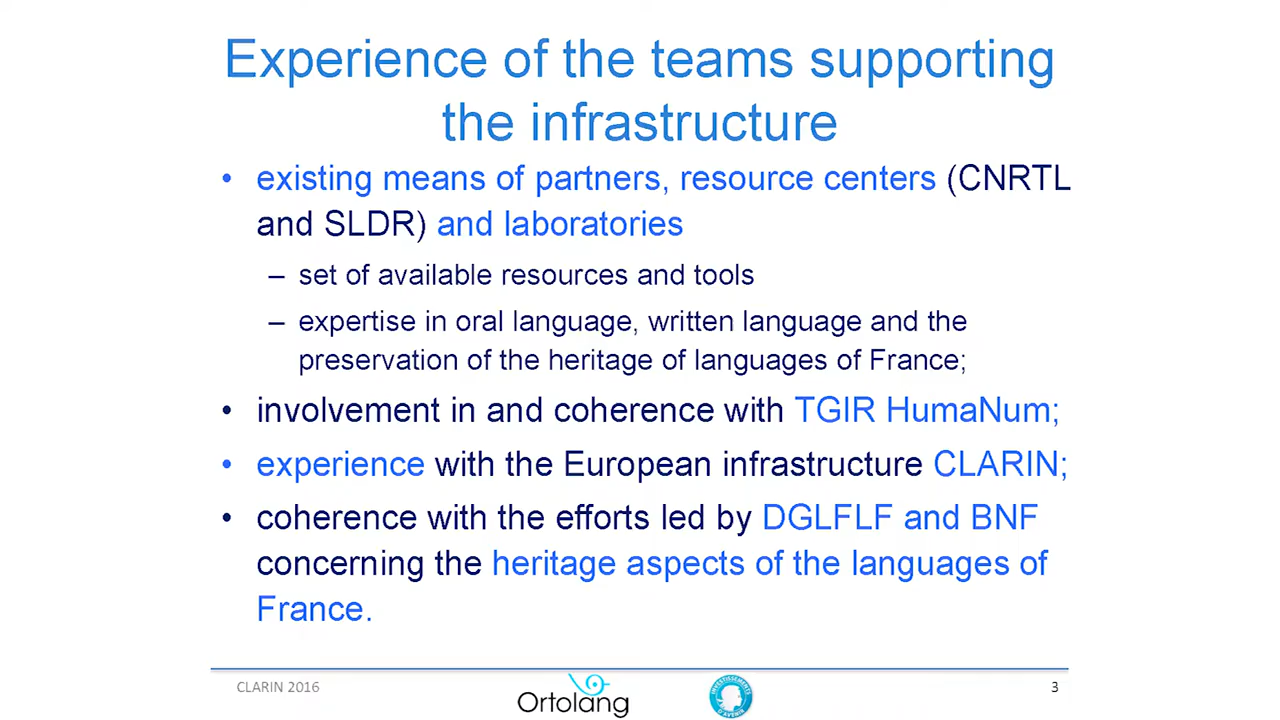 Experience of the teams supporting
the infrastructure
• existing means of partners, resource centers (CNRTL
and SLDR) and laboratories
– set of available resources and tools
– expertise in oral language, written language and the
preservation of the heritage of languages of France;
• involvement in and coherence with TGIR HumaNum;
• experience with the European infrastructure CLARIN;
• coherence with the efforts led by DGLFLF and BNF
concerning the heritage aspects of the languages of
France.
CLARIN 2016
Ortolang
INVESTISSEMENTS
D'AVENIR
3